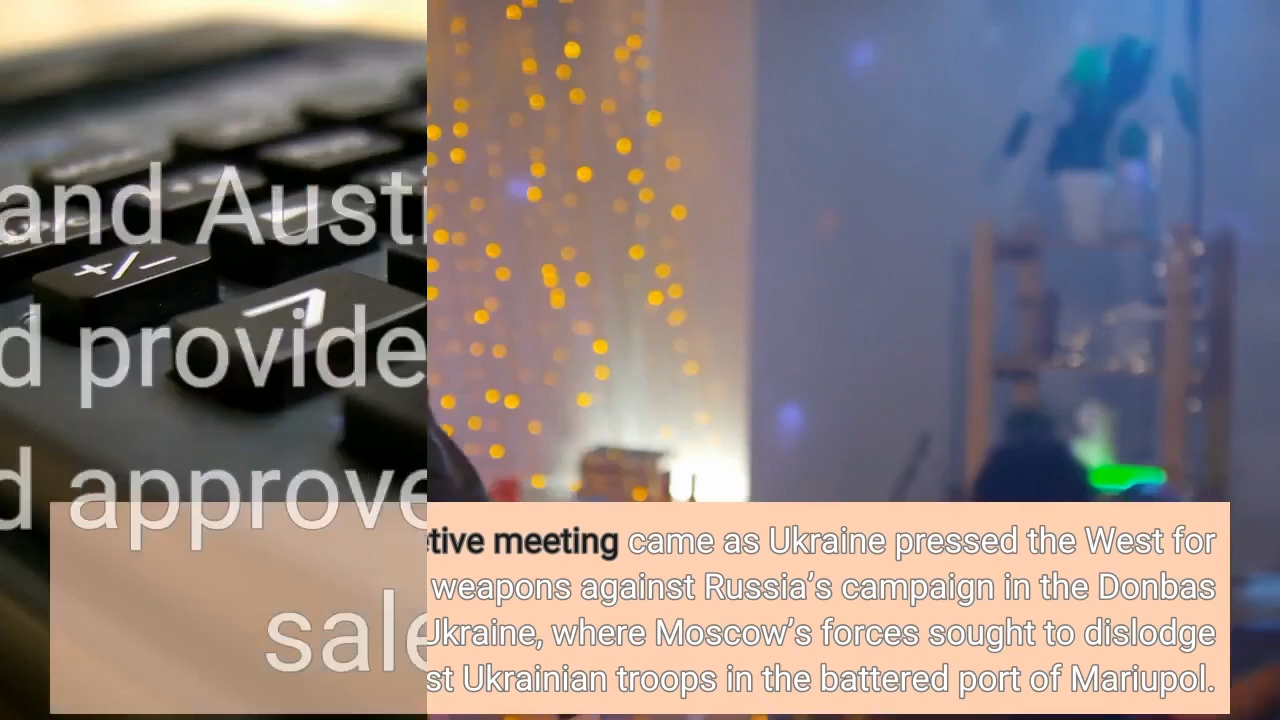 and Aust
+/−
d provide
d approve
sale
tive meeting came as Ukraine pressed the West for
weapons against Russia’s campaign in the Donbas
Ukraine, where Moscow’s forces sought to dislodge
st Ukrainian troops in the battered port of Mariupol.